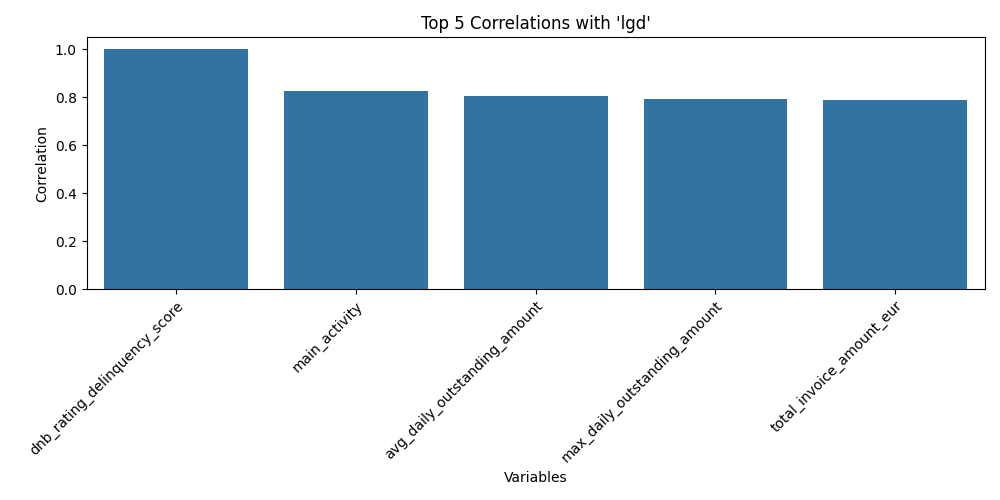 Top 5 Correlations with 'lgd'
Correlation
1.0
0.8
0.6
0.4
0.2
0.0
dnb_rating_delinquency_score
main_activity
avg_daily_outstanding_amount
max_daily_outstanding_amount
total_invoice_amount_eur
Variables